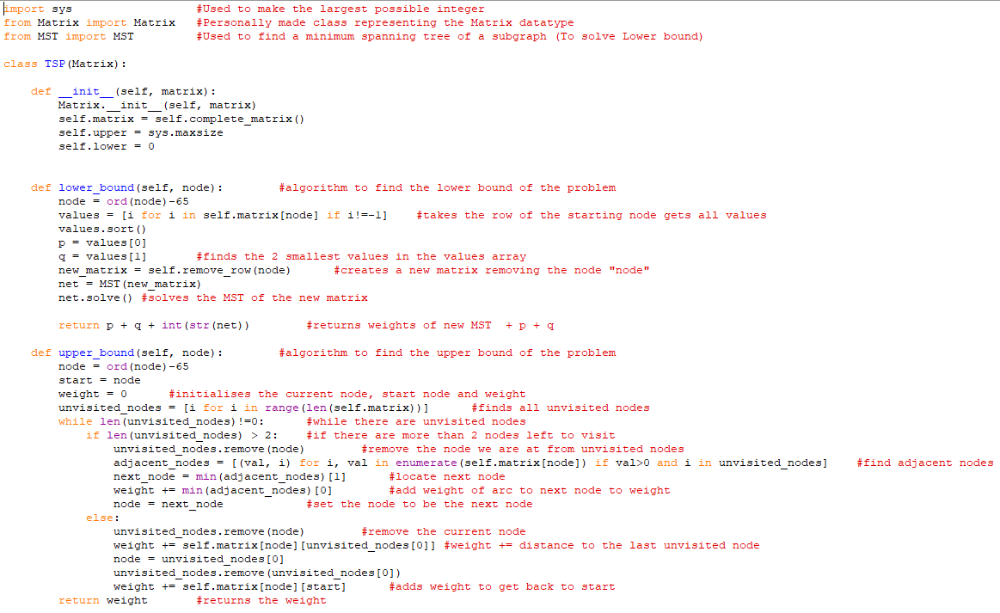 import sys                  #Used to make the largest possible integer
from Matrix import Matrix   #Personally made class representing the Matrix datatype
from MST import MST         #Used to find a minimum spanning tree of a subgraph (To solve Lower bound)

class TSP(Matrix):

    def __init__(self, matrix):
        Matrix.__init__(self, matrix)
        self.matrix = self.complete_matrix()
        self.upper = sys.maxsize
        self.lower = 0


    def lower_bound(self, node):        #algorithm to find the lower bound of the problem
        node = ord(node)-65
        values = [i for i in self.matrix[node] if i!=-1]    #takes the row of the starting node gets all values
        values.sort()
        p = values[0]
        q = values[1]       #finds the 2 smallest values in the values array
        new_matrix = self.remove_row(node)      #creates a new matrix removing the node "node"
        net = MST(new_matrix)
        net.solve() #solves the MST of the new matrix

        return p + q + int(str(net))        #returns weights of new MST  + p + q

    def upper_bound(self, node):        #algorithm to find the upper bound of the problem
        node = ord(node)-65
        start = node
        weight = 0      #initialises the current node, start node and weight
        unvisited_nodes = [i for i in range(len(self.matrix))]      #finds all unvisited nodes
        while len(unvisited_nodes)!=0:      #while there are unvisited nodes
            if len(unvisited_nodes) > 2:    #if there are more than 2 nodes left to visit
                unvisited_nodes.remove(node)        #remove the node we are at from unvisited nodes
                adjacent_nodes = [(val, i) for i, val in enumerate(self.matrix[node]) if val>0 and i in unvisited_nodes]    #find adjacent nodes
                next_node = min(adjacent_nodes)[1]      #locate next node
                weight += min(adjacent_nodes)[0]        #add weight of arc to next node to weight
                node = next_node            #set the node to be the next node
            else:
                unvisited_nodes.remove(node)        #remove the current node
                weight += self.matrix[node][unvisited_nodes[0]] #weight += distance to the last unvisited node
                node = unvisited_nodes[0]
                unvisited_nodes.remove(unvisited_nodes[0])
                weight += self.matrix[node][start]      #adds weight to get back to start
        return weight       #returns the weight